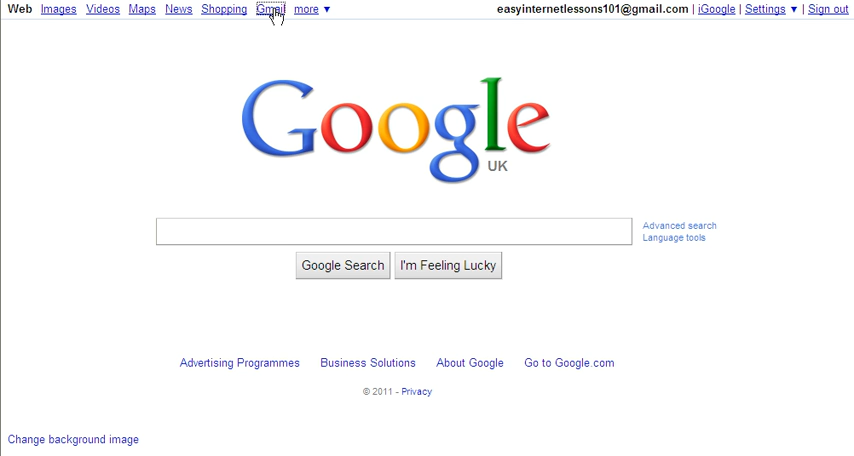 Web Images Videos Maps News Shopping Gmail more ▼ easyinternetlessons101@gmail.com | iGoogle | Settings ▼ | Sign out
Google
UK
Advanced search
Language tools
Google Search I'm Feeling Lucky
Advertising Programmes Business Solutions About Google Go to Google.com
© 2011 - Privacy
Change background image